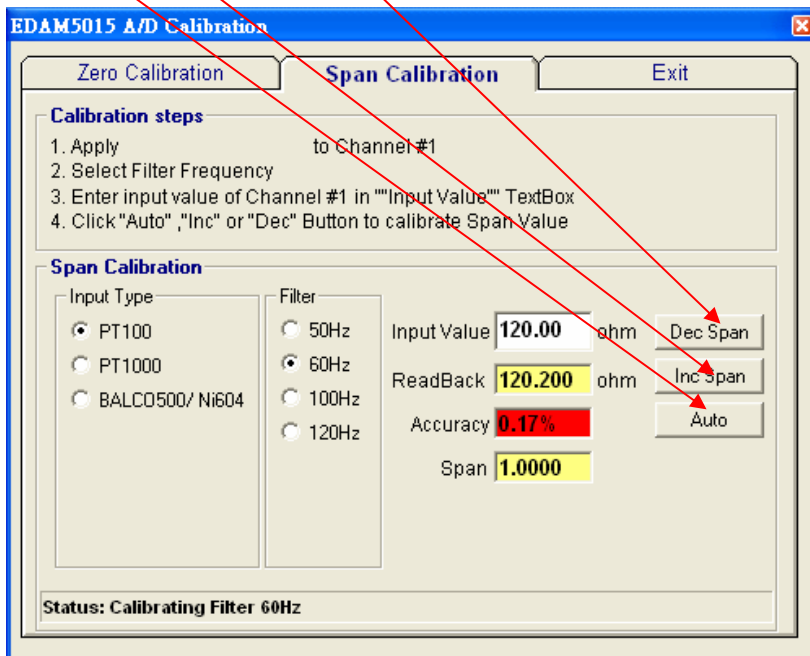 EDAM5015 A/D Calibration
Zero Calibration Span Calibration Exit
Calibration steps
1. Apply to Channel #1
2. Select Filter Frequency
3. Enter input value of Channel #1 in ""Input Value"" TextBox
4. Click "Auto" ,"Inc" or "Dec" Button to calibrate Span Value
Span Calibration
Input Type
PT100
PT1000
BALCO500/ Ni604
Filter
50Hz
60Hz
100Hz
120Hz
Input Value 120.00 ohm
ReadBack 120.200 ohm
Accuracy 0.17%
Span 1.0000
Dec Span
Inc Span
Auto
Status: Calibrating Filter 60Hz